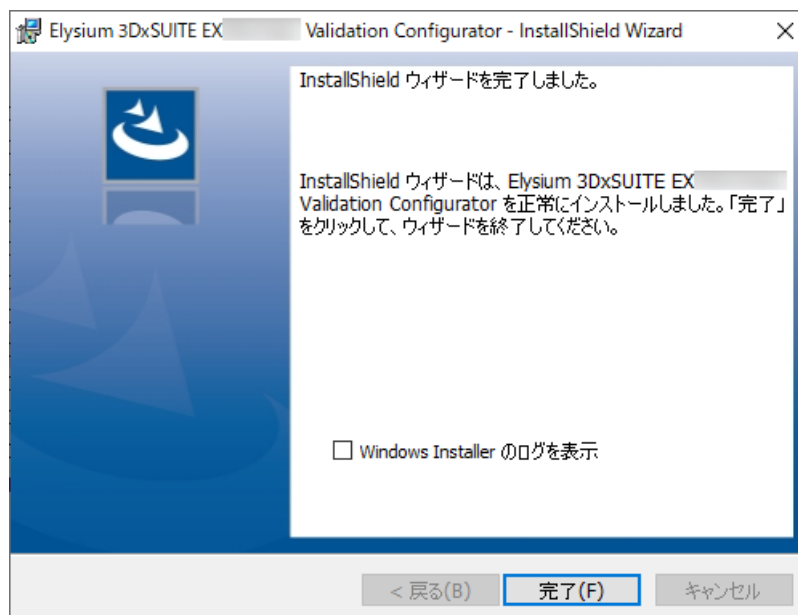 Elysium 3DxSUITE EX Validation Configurator - InstallShield Wizard
InstallShield ウィザードを完了しました。
InstallShield ウィザードは、Elysium 3DxSUITE EX
Validation Configurator を正常にインストールしました。「完了」
をクリックして、ウィザードを終了してください。
Windows Installer のログを表示
< 戻る(B)
完了(F)
キャンセル